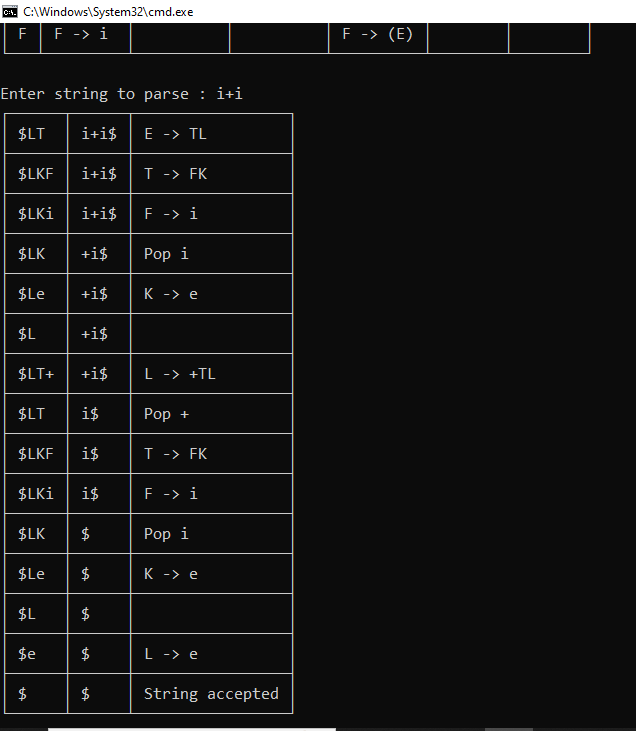 C:\Windows\System32\cmd.exe
F F -> i F -> (E)
Enter string to parse : i+i
$LT i+i$ E -> TL
$LKF i+i$ T -> FK
$LKi i+i$ F -> i
$LK +i$ Pop i
$Le +i$ K -> e
$L +i$
$LT+ +i$ L -> +TL
$LT i$ Pop +
$LKF i$ T -> FK
$LKi i$ F -> i
$LK $ Pop i
$Le $ K -> e
$L $
$e $ L -> e
$ $ String accepted